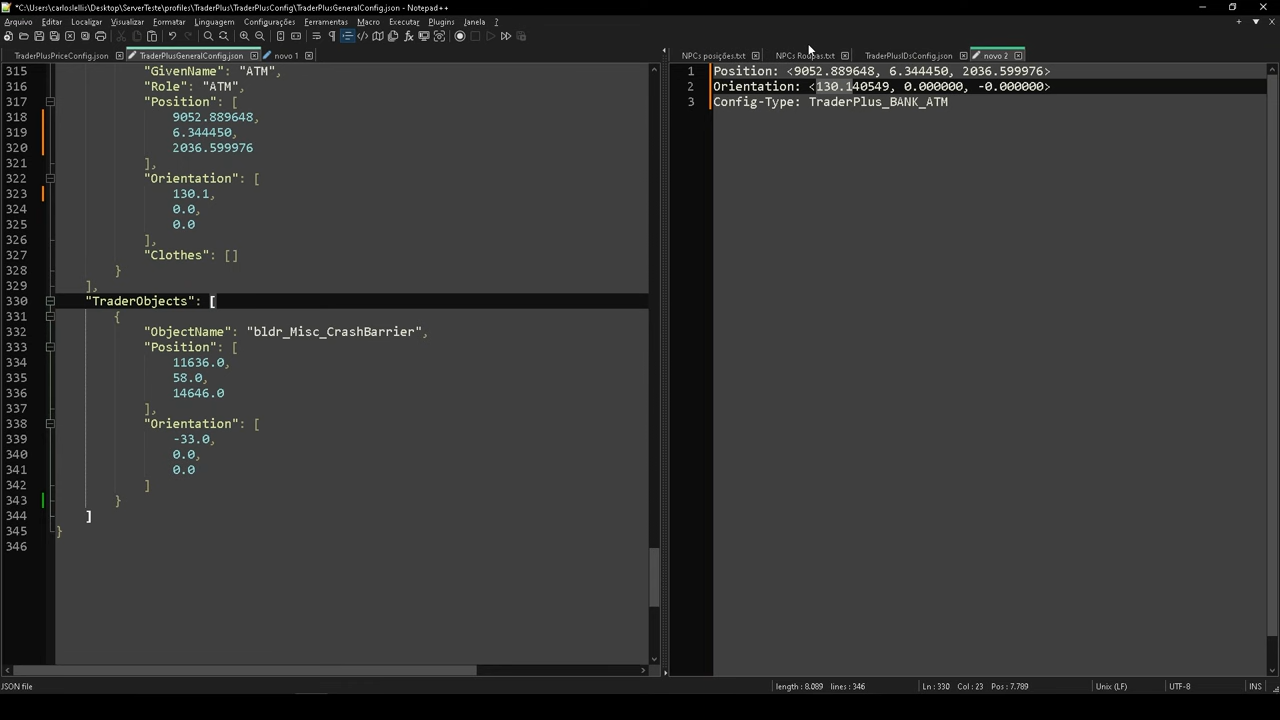 *C:\Users\carloslellis\Desktop\ServerTeste\profiles\TraderPlus\TraderPlusConfig\TraderPlusGeneralConfig.json - Notepad++
Arquivo Editar Localizar Visualizar Formatar Linguagem Configurações Ferramentas Macro Executar Plugins Janela ?
TraderPlusPriceConfig.json TraderPlusGeneralConfig.json novo 1 NPCs posições.txt NPCs Roupas.txt TraderPlusIDsConfig.json novo 2
315 "GivenName": "ATM",
316 "Role": "ATM",
317 "Position": [
318 9052.889648,
319 6.344450,
320 2036.599976
321 ],
322 "Orientation": [
323 130.1,
324 0.0,
325 0.0
326 ],
327 "Clothes": []
328 }
329 ],
330 "TraderObjects": [
331 {
332 "ObjectName": "bldr_Misc_CrashBarrier",
333 "Position": [
334 11636.0,
335 58.0,
336 14646.0
337 ],
338 "Orientation": [
339 -33.0,
340 0.0,
341 0.0
342 ]
343 }
344 ]
345 }
346
1 Position: <9052.889648, 6.344450, 2036.599976>
2 Orientation: <130.140549, 0.000000, -0.000000>
3 Config-Type: TraderPlus_BANK_ATM
JSON file length : 8.089 lines : 346 Ln : 330 Col : 23 Pos : 7.789 Unix (LF) UTF-8 INS